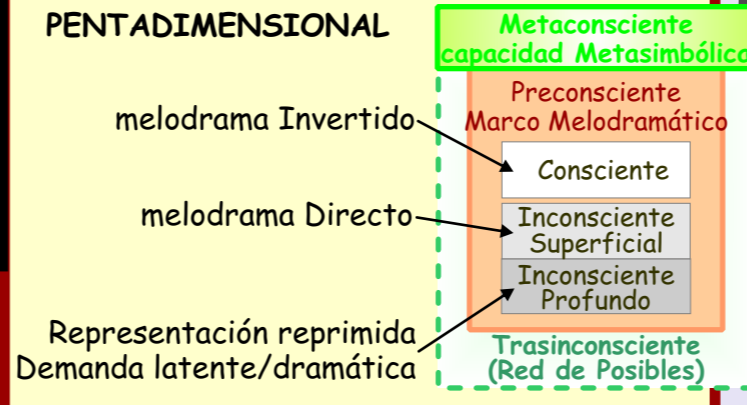 PENTADIMENSIONAL
Metaconsciente
capacidad Metasimbólica
Preconsciente
Marco Melodramático
melodrama Invertido
Consciente
melodrama Directo
Inconsciente
Superficial
Inconsciente
Profundo
Representación reprimida
Demanda latente/dramática
Trasinconsciente
(Red de Posibles)